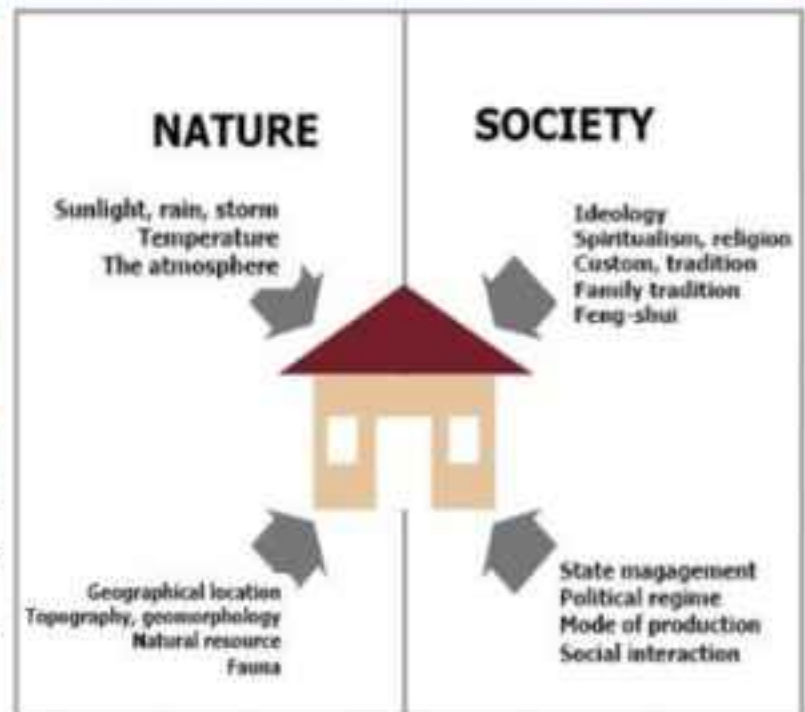 NATURE
Sunlight, rain, storm
Temperature
The atmosphere
Geographical location
Topography, geomorphology
Natural resource
Fauna
SOCIETY
Ideology
Spiritualism, religion
Custom, tradition
Family tradition
Feng-shui
State magagement
Political regime
Mode of production
Social interaction